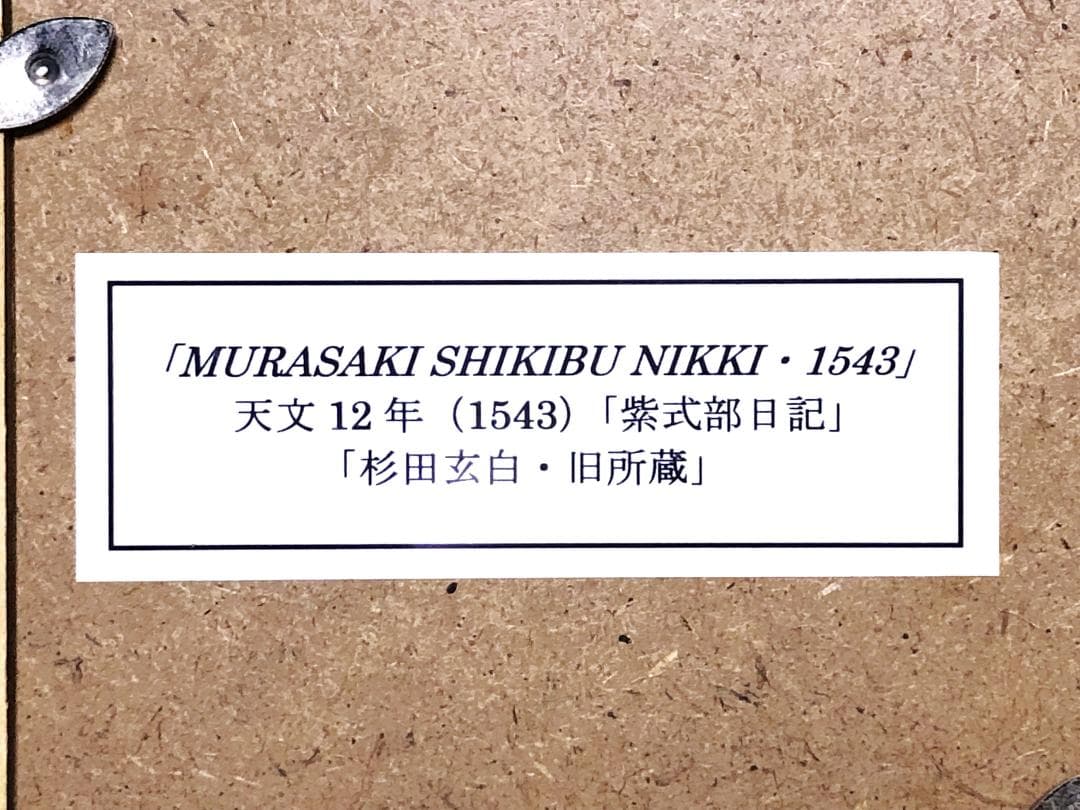 「MURASAKI SHIKIBU NIKKI・1543」
天文 12 年（1543）「紫式部日記」
「杉田玄白・旧所蔵」